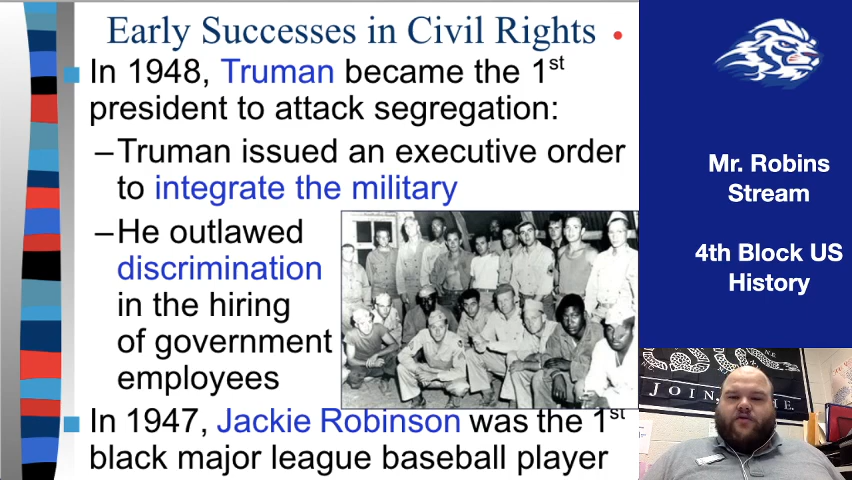 Early Successes in Civil Rights
In 1948, Truman became the 1st
president to attack segregation:
–Truman issued an executive order
to integrate the military
–He outlawed
discrimination
in the hiring
of government
employees
In 1947, Jackie Robinson was the 1st
black major league baseball player
Mr. Robins
Stream
4th Block US
History
JOIN,